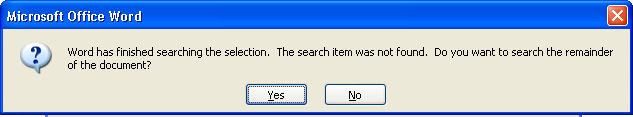 Microsoft Office Word
Word has finished searching the selection.  The search item was not found.  Do you want to search the remainder
of the document?
Yes
No